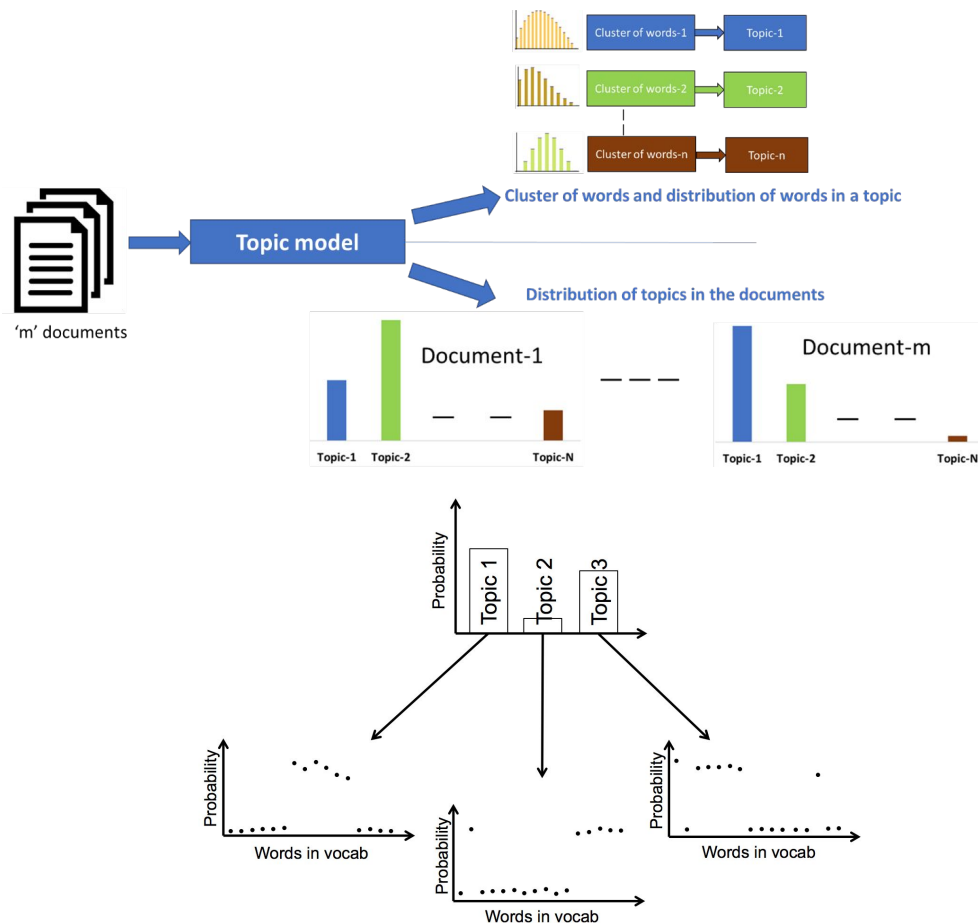 Cluster of words-1
Topic-1
Cluster of words-2
Topic-2
Cluster of words-n
Topic-n
Cluster of words and distribution of words in a topic
Topic model
'm' documents
Distribution of topics in the documents
Document-1
Topic-1
Topic-2
Topic-N
Document-m
Topic-1
Topic-2
Topic-N
Probability
Topic 1
Topic 2
Topic 3
Probability
Words in vocab
Probability
Words in vocab
Probability
Words in vocab